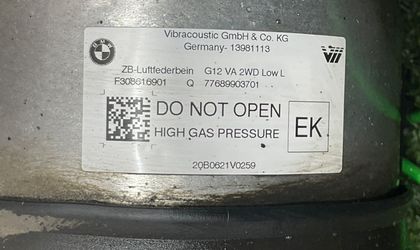 Vibracoustic GmbH & Co. KG
Germany- 13981113
BMW
ZB-Luftfederbein G12 VA 2WD Low L
F308616901 Q 77689903701
DO NOT OPEN
HIGH GAS PRESSURE
EK
20B0621V0259